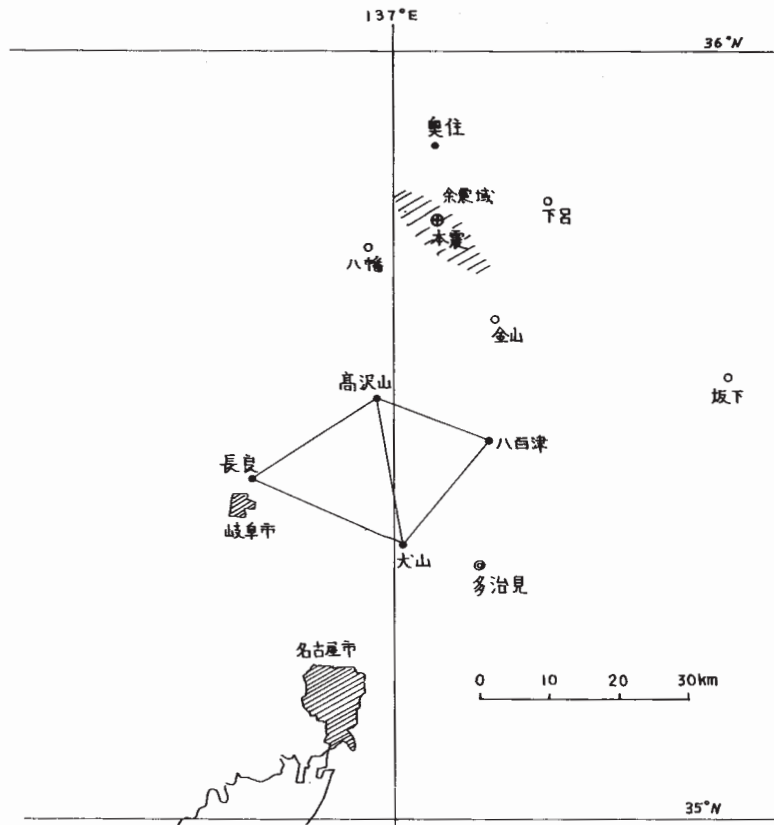 137°E
36°N
奥住
余震域
下呂
本震
八幡
金山
高沢山
坂下
八百津
長良
岐阜市
犬山
多治見
名古屋市
0 10 20 30km
35°N